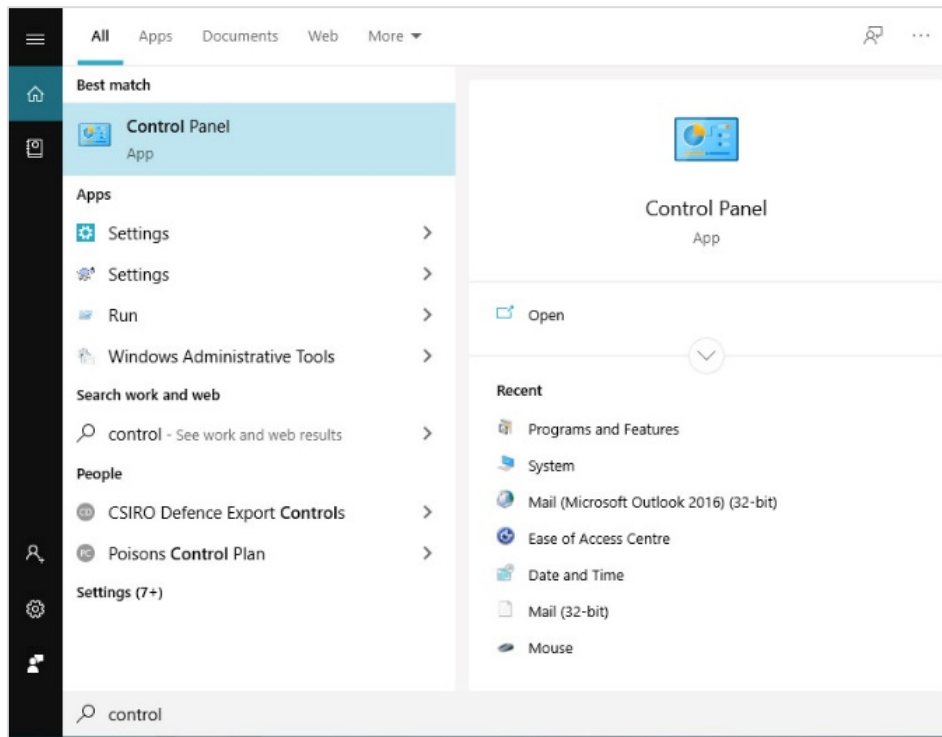 All Apps Documents Web More
Best match
Control Panel
App
Apps
Settings
Settings
Run
Windows Administrative Tools
Search work and web
control - See work and web results
People
CD CSIRO Defence Export Controls
PC Poisons Control Plan
Settings (7+)
control
Control Panel
App
Open
Recent
Programs and Features
System
Mail (Microsoft Outlook 2016) (32-bit)
Ease of Access Centre
Date and Time
Mail (32-bit)
Mouse